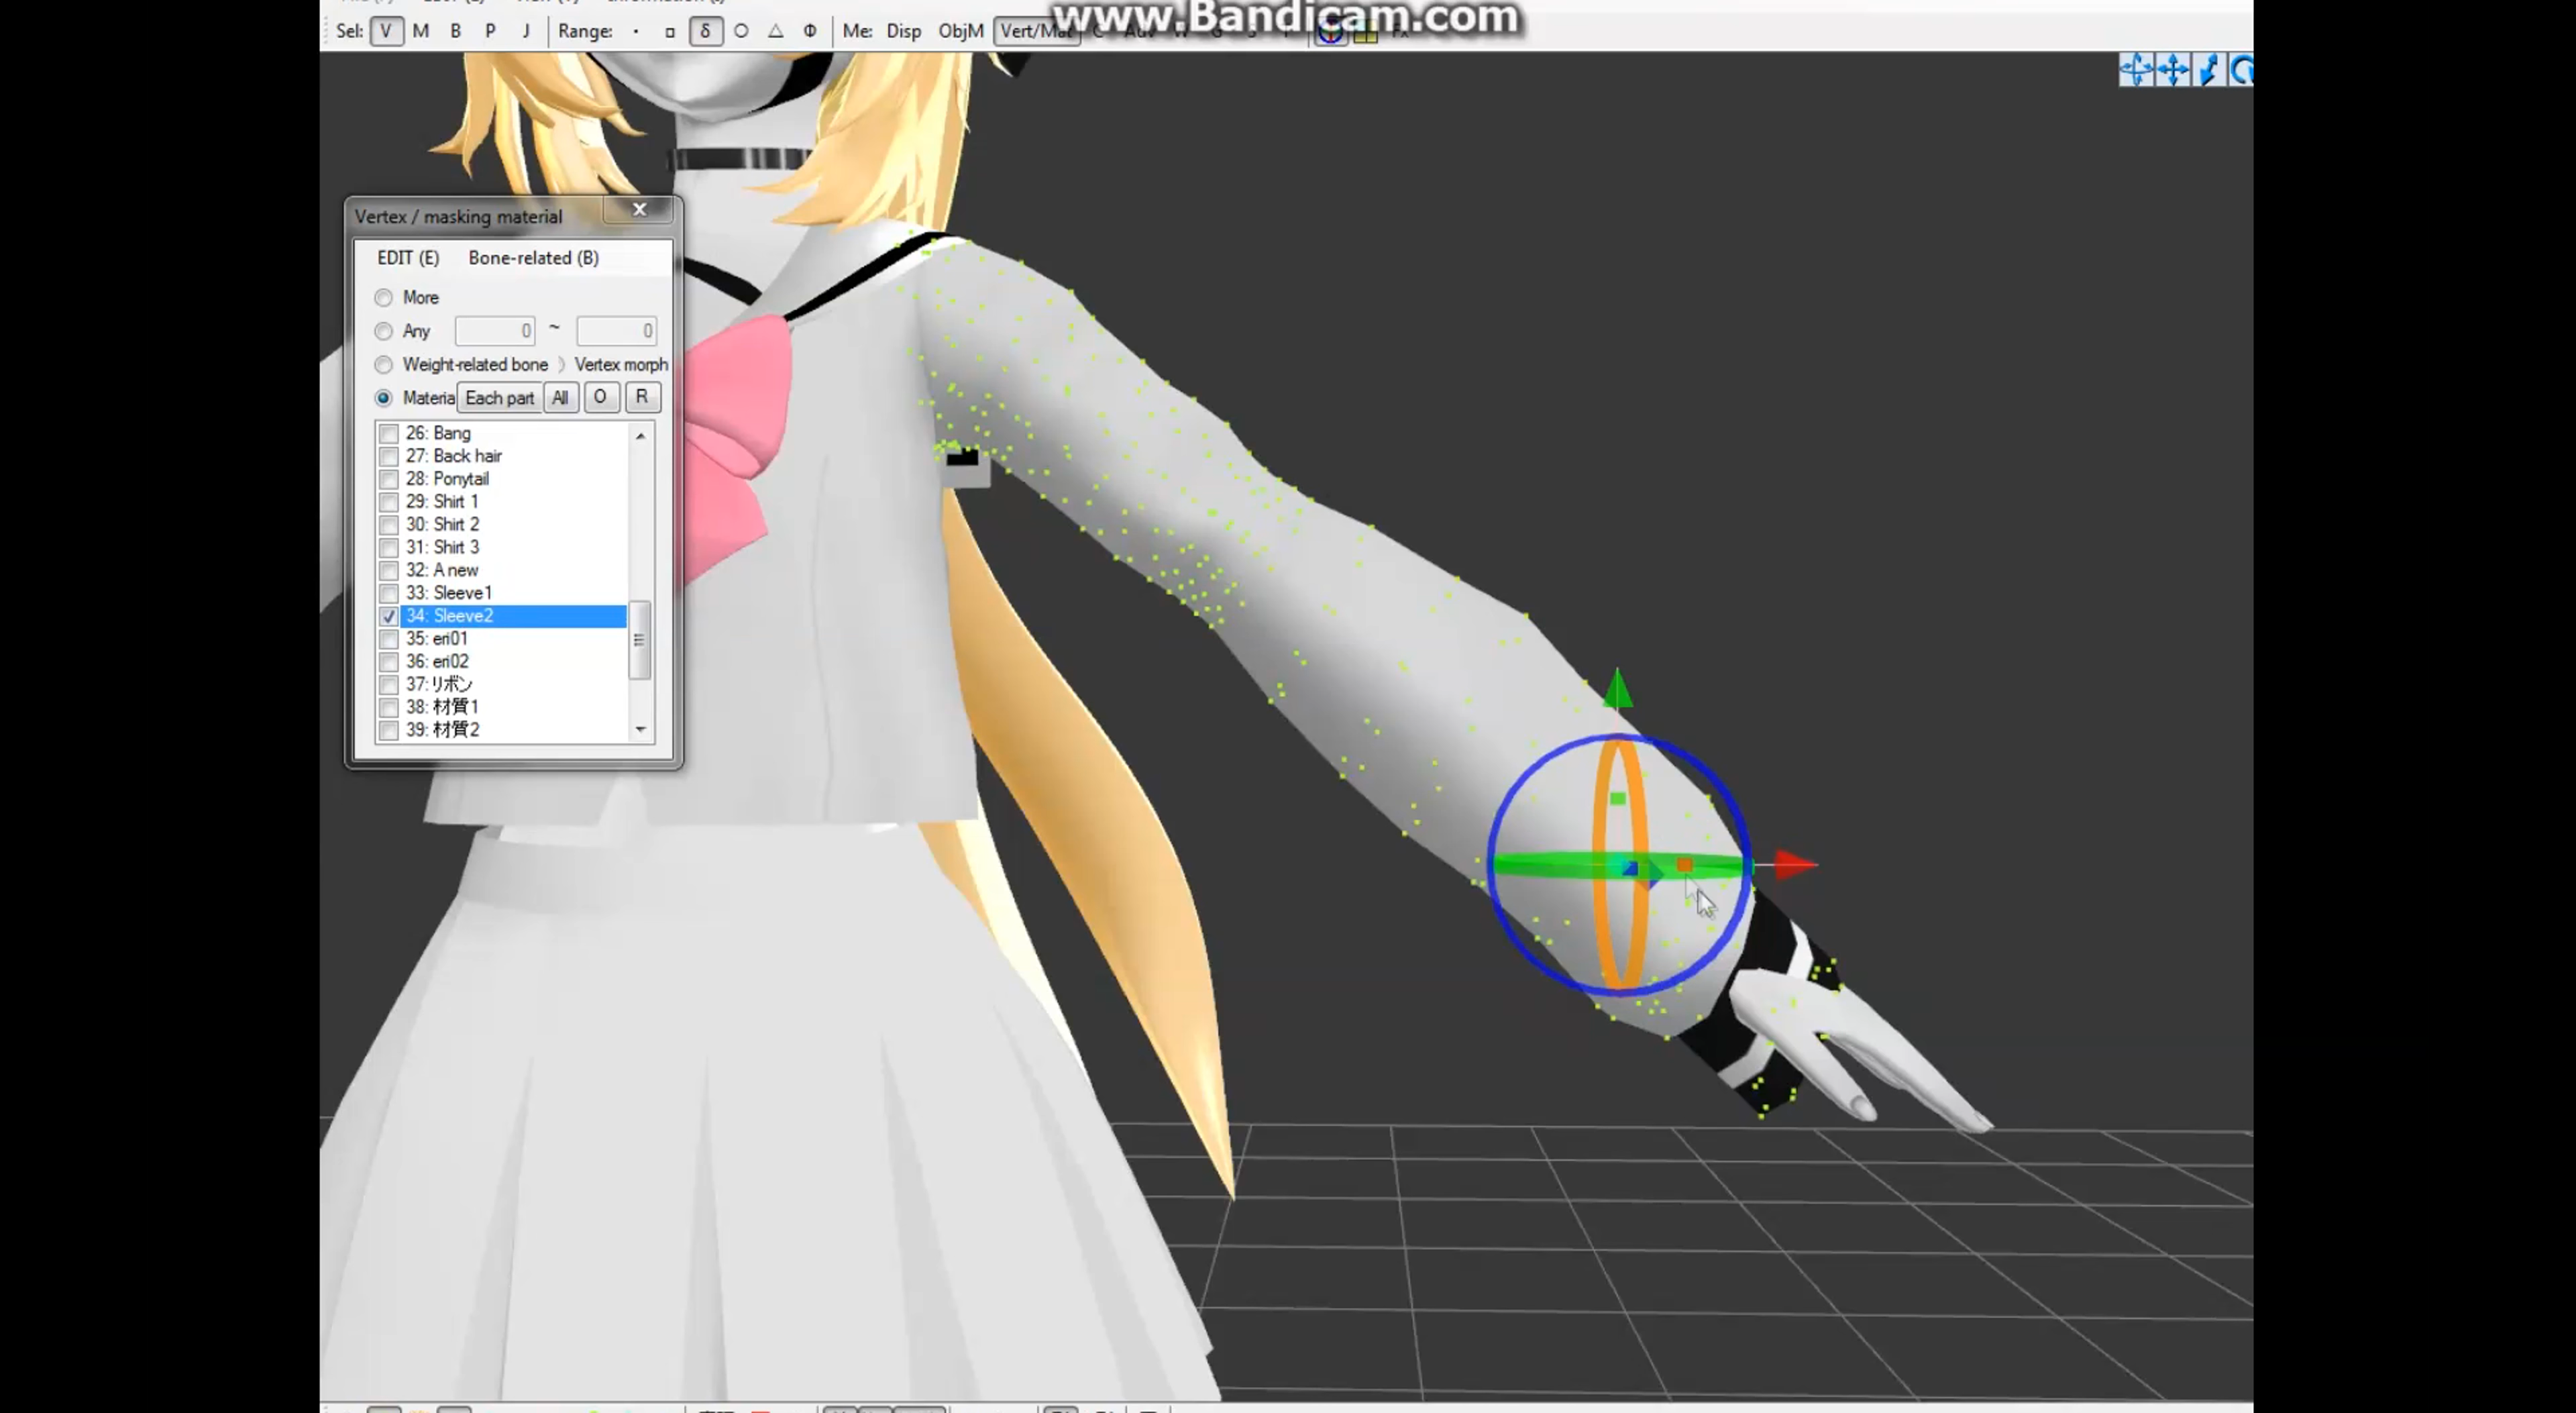 www.Bandicam.com
Sel: V M B P J Range: Me: Disp ObjM Vert/Mat
Vertex / masking material
EDIT (E) Bone-related (B)
More
Any 0 ~ 0
Weight-related bone Vertex morph
Materia Each part All O R
26: Bang
27: Back hair
28: Ponytail
29: Shirt 1
30: Shirt 2
31: Shirt 3
32: A new
33: Sleeve1
34: Sleeve2
35: eri01
36: eri02
37: リボン
38: 材質1
39: 材質2